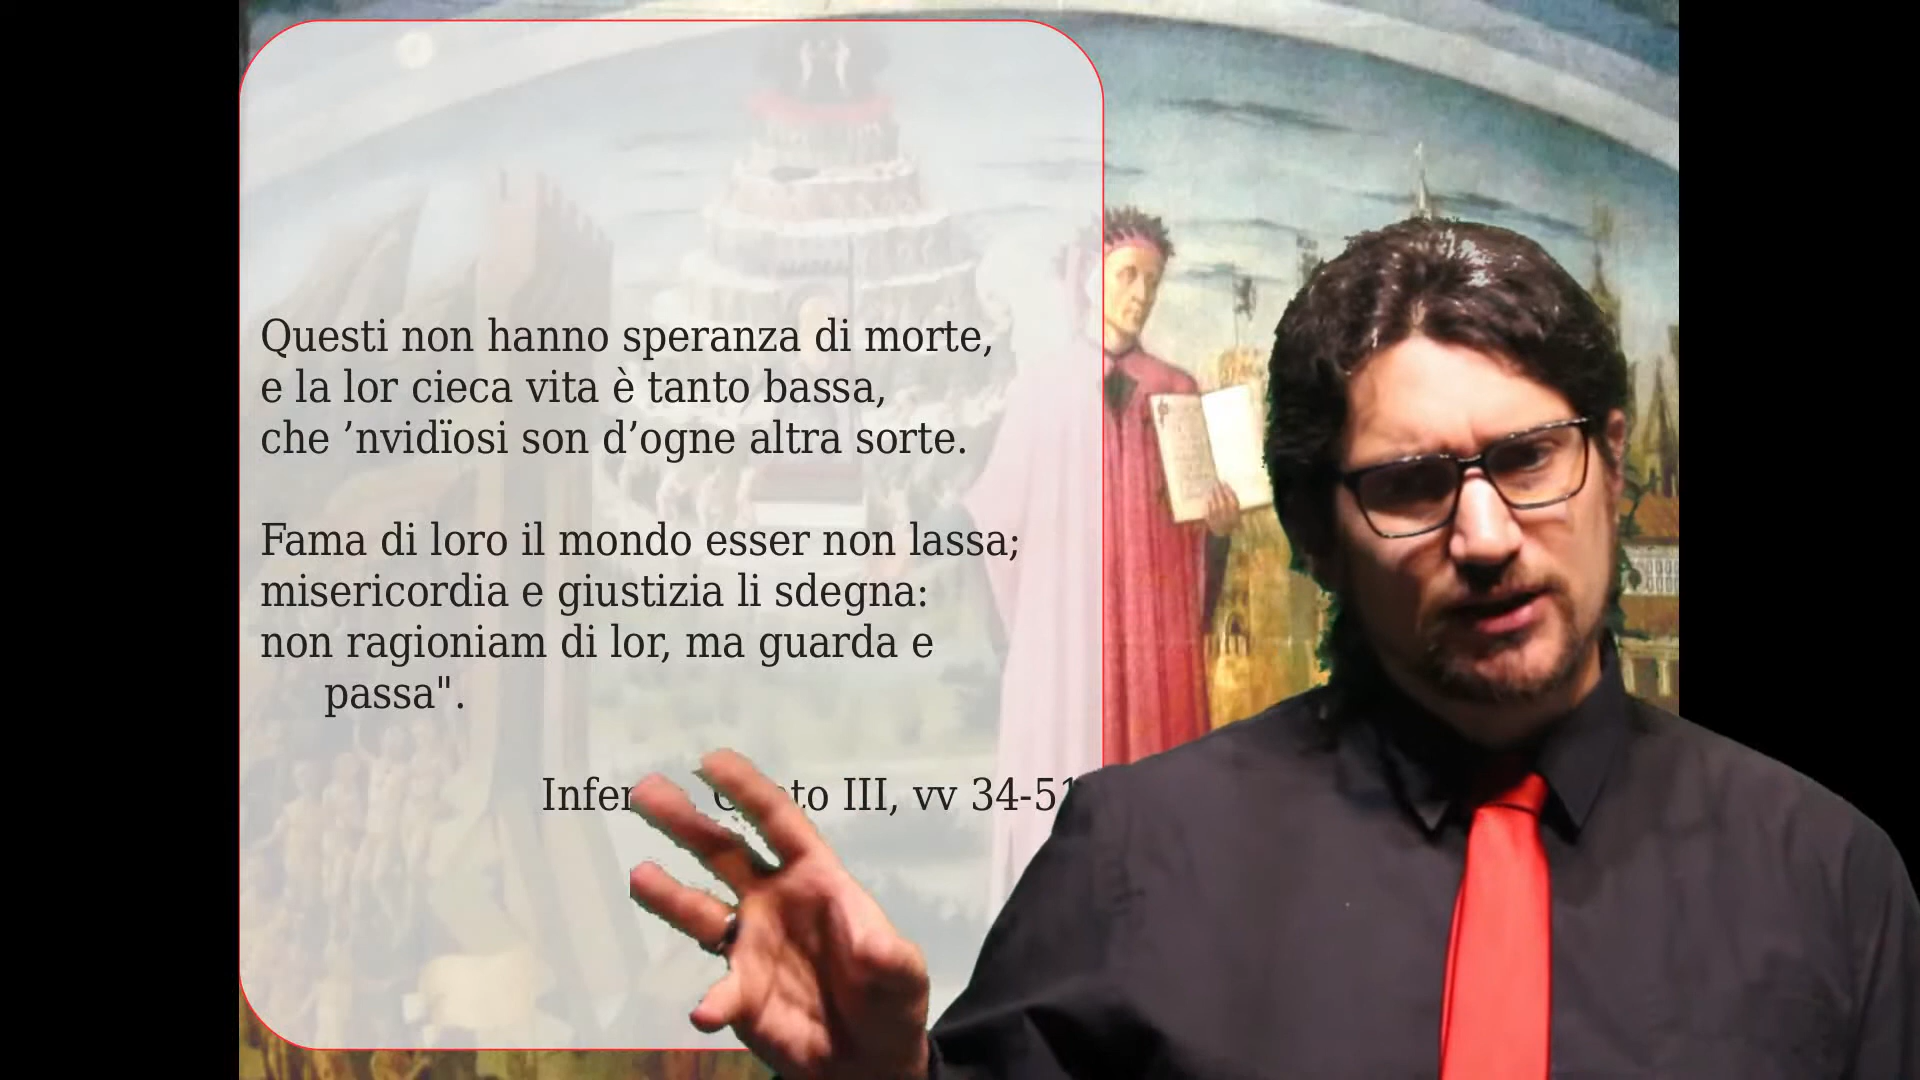 Questi non hanno speranza di morte,
e la lor cieca vita è tanto bassa,
che ’nvidïosi son d’ogne altra sorte.
Fama di loro il mondo esser non lassa;
misericordia e giustizia li sdegna:
non ragioniam di lor, ma guarda e
passa".
III, vv 34-51